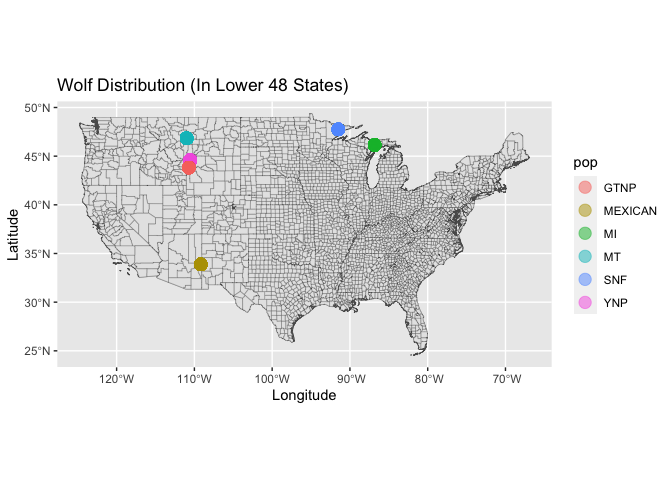 Wolf Distribution (In Lower 48 States)
50°N
45°N
40°N
35°N
30°N
25°N
Latitude
120°W 110°W 100°W 90°W 80°W 70°W
Longitude
pop
GTNP
MEXICAN
MI
MT
SNF
YNP